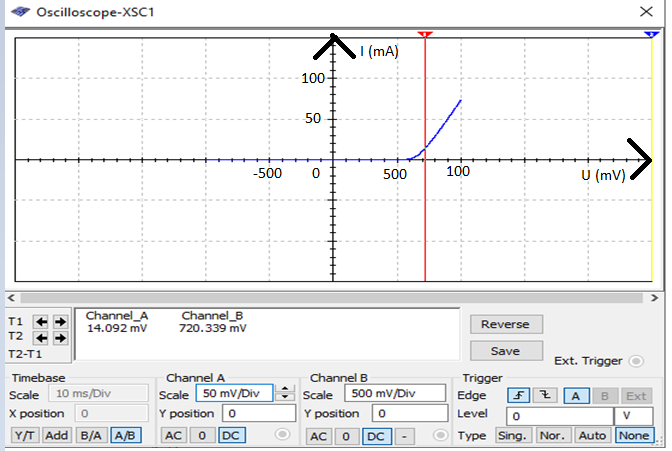 Oscilloscope-XSC1
I (mA)
100
50
-500 0 500 100
U (mV)
T1
T2
T2-T1
Channel_A Channel_B
14.092 mV 720.339 mV
Reverse
Save
Ext. Trigger
Timebase
Scale 10 ms/Div
X position 0
Y/T Add B/A A/B
Channel A
Scale 50 mV/Div
Y position 0
AC 0 DC
Channel B
Scale 500 mV/Div
Y position 0
AC 0 DC -
Trigger
Edge A B Ext
Level 0 V
Type Sing. Nor. Auto None